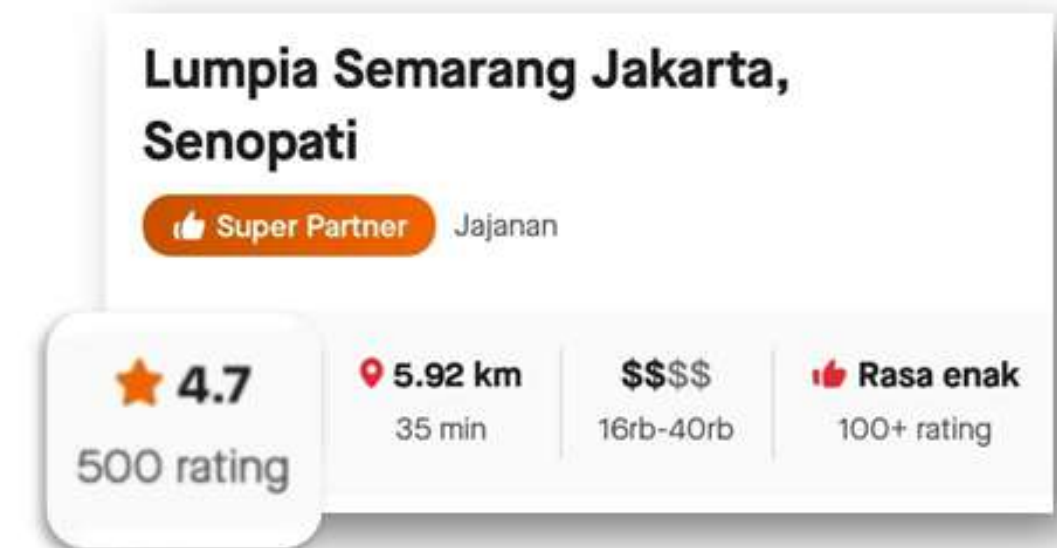 Lumpia Semarang Jakarta,
Senopati
Super Partner Jajanan
4.7
500 rating
5.92 km
35 min
$$$$
16rb-40rb
Rasa enak
100+ rating